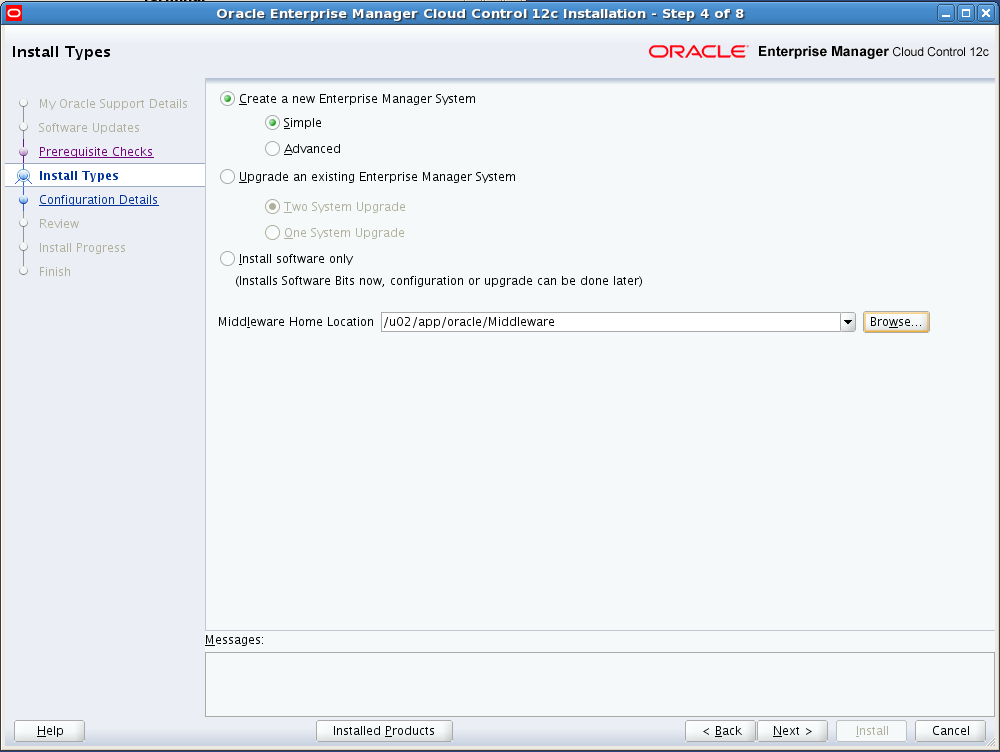 Oracle Enterprise Manager Cloud Control 12c Installation - Step 4 of 8
Install Types
ORACLE Enterprise Manager Cloud Control 12c
My Oracle Support Details
Software Updates
Prerequisite Checks
Install Types
Configuration Details
Review
Install Progress
Finish
Create a new Enterprise Manager System
Simple
Advanced
Upgrade an existing Enterprise Manager System
Two System Upgrade
One System Upgrade
Install software only
(Installs Software Bits now, configuration or upgrade can be done later)
Middleware Home Location /u02/app/oracle/Middleware Browse...
Messages:
Help Installed Products < Back Next > Install Cancel